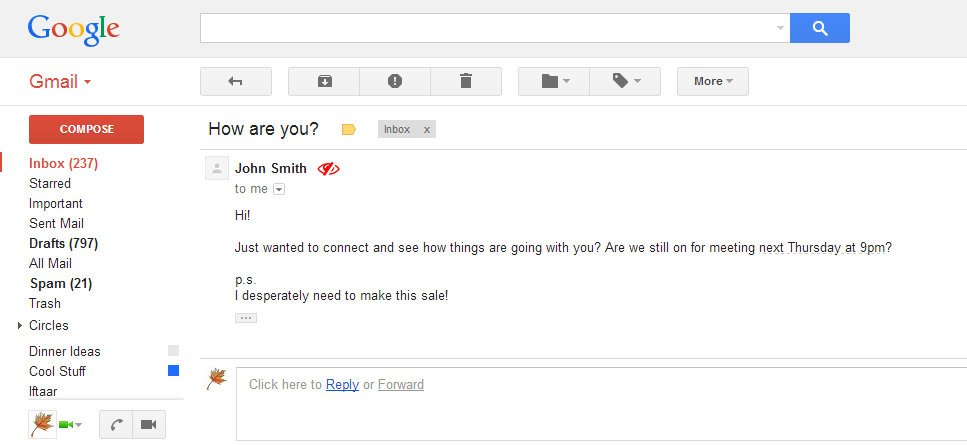 Google
Gmail
More
COMPOSE
How are you?
Inbox x
Inbox (237)
Starred
Important
Sent Mail
Drafts (797)
All Mail
Spam (21)
Trash
Circles
Dinner Ideas
Cool Stuff
Iftaar
John Smith
to me
Hi!
Just wanted to connect and see how things are going with you? Are we still on for meeting next Thursday at 9pm?
p.s.
I desperately need to make this sale!
Click here to Reply or Forward